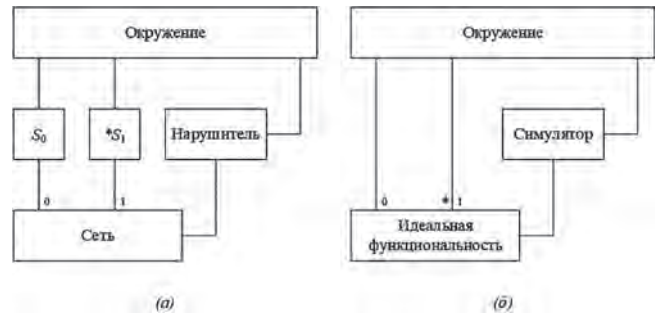 Окружение
S₀
*S₁
Нарушитель
0
1
Сеть
(а)
Окружение
Симулятор
0
* 1
Идеальная
функциональность
(б)